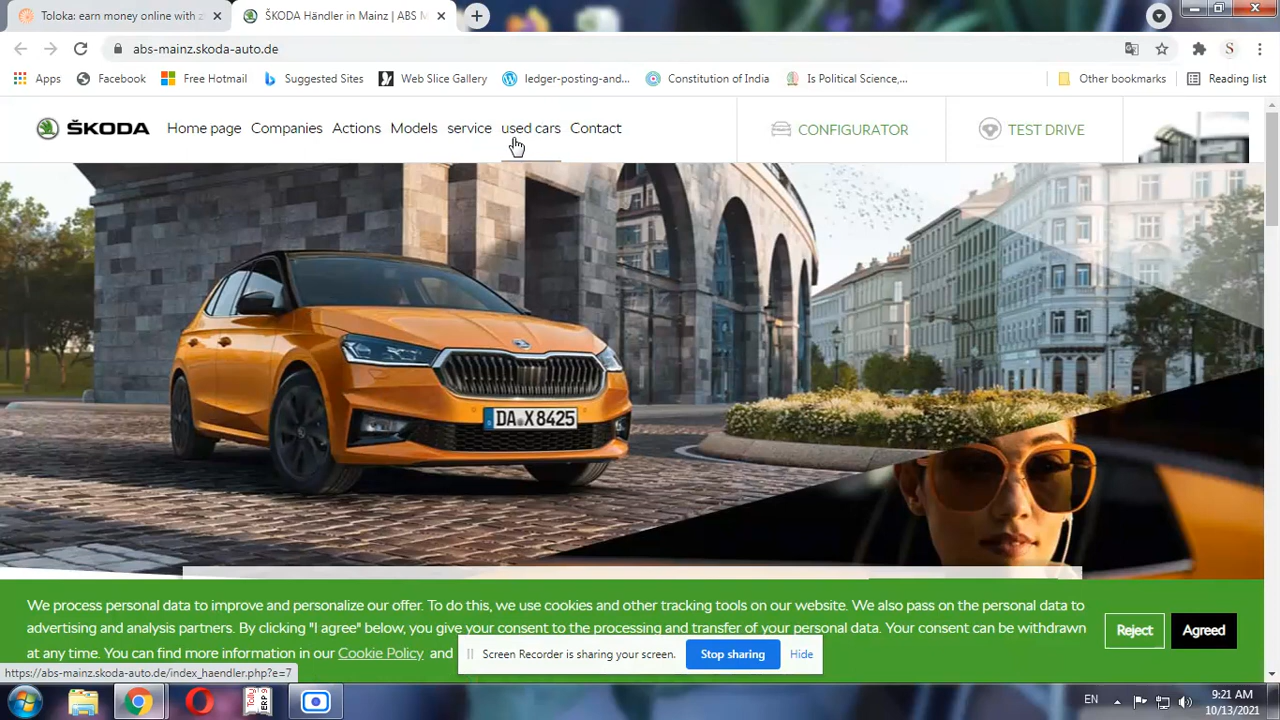 Toloka: earn money online with
ŠKODA Händler in Mainz | ABS M
abs-mainz.skoda-auto.de
Apps Facebook Free Hotmail Suggested Sites Web Slice Gallery ledger-posting-and... Constitution of India Is Political Science,... Other bookmarks Reading list
S
ŠKODA Home page Companies Actions Models service used cars Contact CONFIGURATOR TEST DRIVE
DA X 8425
We process personal data to improve and personalize our offer. To do this, we use cookies and other tracking tools on our website. We also pass on the personal data to
advertising and analysis partners. By clicking "I agree" below, you give your consent to the processing and transfer of your personal data. Your consent can be withdrawn
at any time. You can find more information in our Cookie Policy and
Reject Agreed
Screen Recorder is sharing your screen. Stop sharing Hide
https://abs-mainz.skoda-auto.de/index_haendler.php?e=7
Tally
ERP 9
EN
9:21 AM
10/13/2021